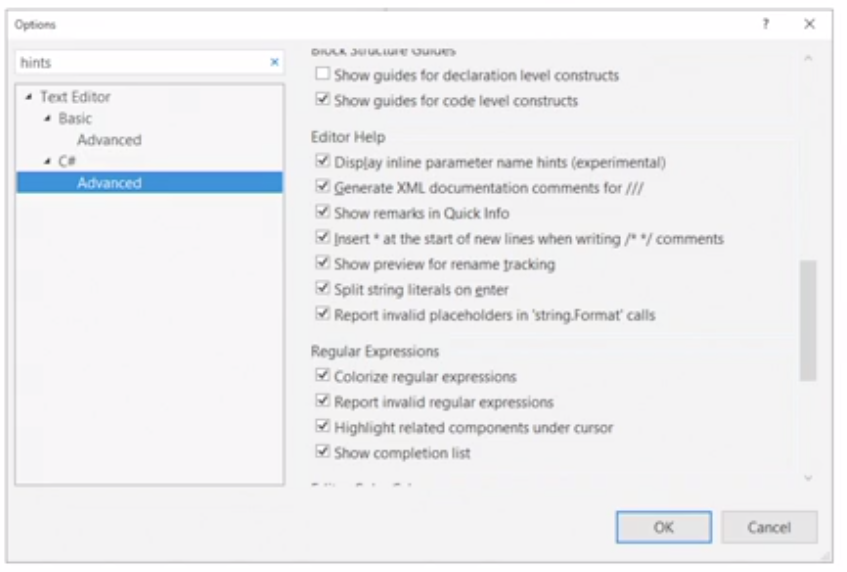 Options
?
hints
Text Editor
Basic
Advanced
C#
Advanced
Block Structure Guides
Show guides for declaration level constructs
Show guides for code level constructs
Editor Help
Display inline parameter name hints (experimental)
Generate XML documentation comments for ///
Show remarks in Quick Info
Insert * at the start of new lines when writing /* */ comments
Show preview for rename tracking
Split string literals on enter
Report invalid placeholders in 'string.Format' calls
Regular Expressions
Colorize regular expressions
Report invalid regular expressions
Highlight related components under cursor
Show completion list
OK
Cancel